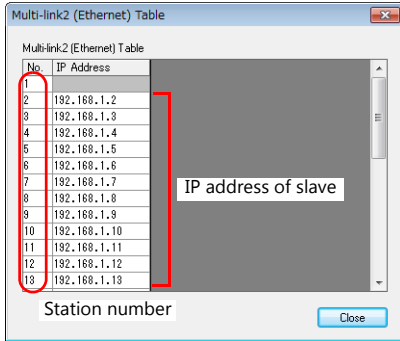 Multi-link2 (Ethernet) Table
Multi-link2 (Ethernet) Table
No. IP Address
1
2 192.168.1.2
3 192.168.1.3
4 192.168.1.4
5 192.168.1.5
6 192.168.1.6
7 192.168.1.7
8 192.168.1.8
9 192.168.1.9
10 192.168.1.10
11 192.168.1.11
12 192.168.1.12
13 192.168.1.13
IP address of slave
Station number
Close